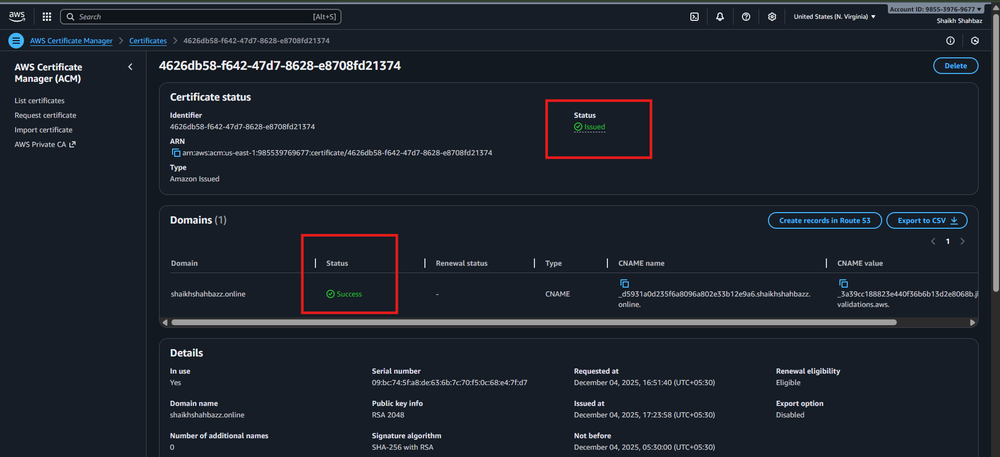 aws
Search [Alt+S]
United States (N. Virginia)
Account ID: 9855-3976-9677
Shaikh Shahbaz
AWS Certificate Manager
Certificates
4626db58-f642-47d7-8628-e8708fd21374
AWS Certificate
Manager (ACM)
List certificates
Request certificate
Import certificate
AWS Private CA
4626db58-f642-47d7-8628-e8708fd21374
Delete
Certificate status
Identifier
4626db58-f642-47d7-8628-e8708fd21374
ARN
arn:aws:acm:us-east-1:985539769677:certificate/4626db58-f642-47d7-8628-e8708fd21374
Type
Amazon Issued
Status
Issued
Domains (1)
Create records in Route 53
Export to CSV
1
Domain Status Renewal status Type CNAME name CNAME value
shaikhshahbazz.online Success - CNAME
_d5931a0d235f6a8096a802e33b12e9a6.shaikhshahbazz.
online.
_3a39cc188823e440f36b6b13d2e8068b.
validations.aws.
Details
In use
Yes
Domain name
shaikhshahbazz.online
Number of additional names
0
Serial number
09:bc:74:5f:a8:de:63:6b:7c:70:f5:0c:68:e4:7f:d7
Public key info
RSA 2048
Signature algorithm
SHA-256 with RSA
Requested at
December 04, 2025, 16:51:40 (UTC+05:30)
Issued at
December 04, 2025, 17:23:58 (UTC+05:30)
Not before
December 04, 2025, 05:30:00 (UTC+05:30)
Renewal eligibility
Eligible
Export option
Disabled